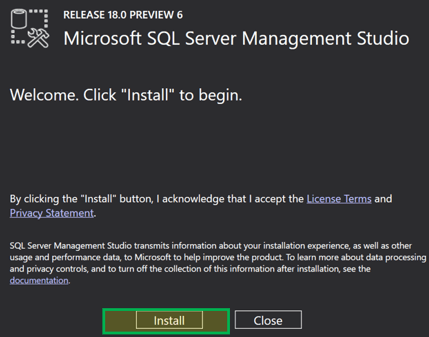 RELEASE 18.0 PREVIEW 6
Microsoft SQL Server Management Studio
Welcome. Click "Install" to begin.
By clicking the "Install" button, I acknowledge that I accept the License Terms and
Privacy Statement.
SQL Server Management Studio transmits information about your installation experience, as well as other
usage and performance data, to Microsoft to help improve the product. To learn more about data processing
and privacy controls, and to turn off the collection of this information after installation, see the
documentation.
Install
Close